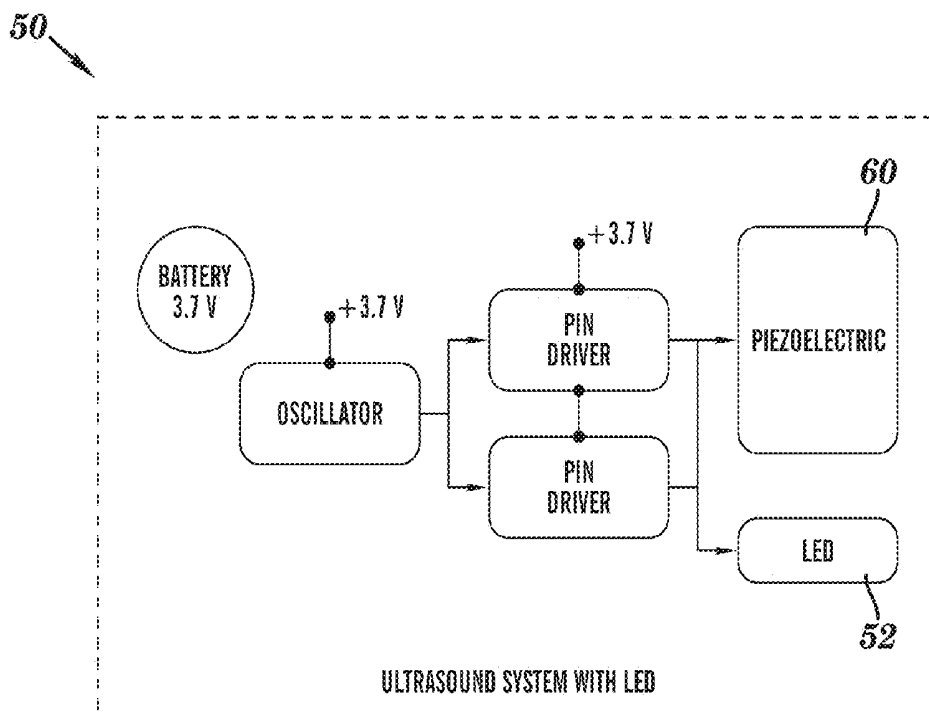 50
60
+3.7 V
BATTERY
3.7 V
+3.7 V
PIN
DRIVER
PIEZOELECTRIC
OSCILLATOR
PIN
DRIVER
LED
52
ULTRASOUND SYSTEM WITH LED